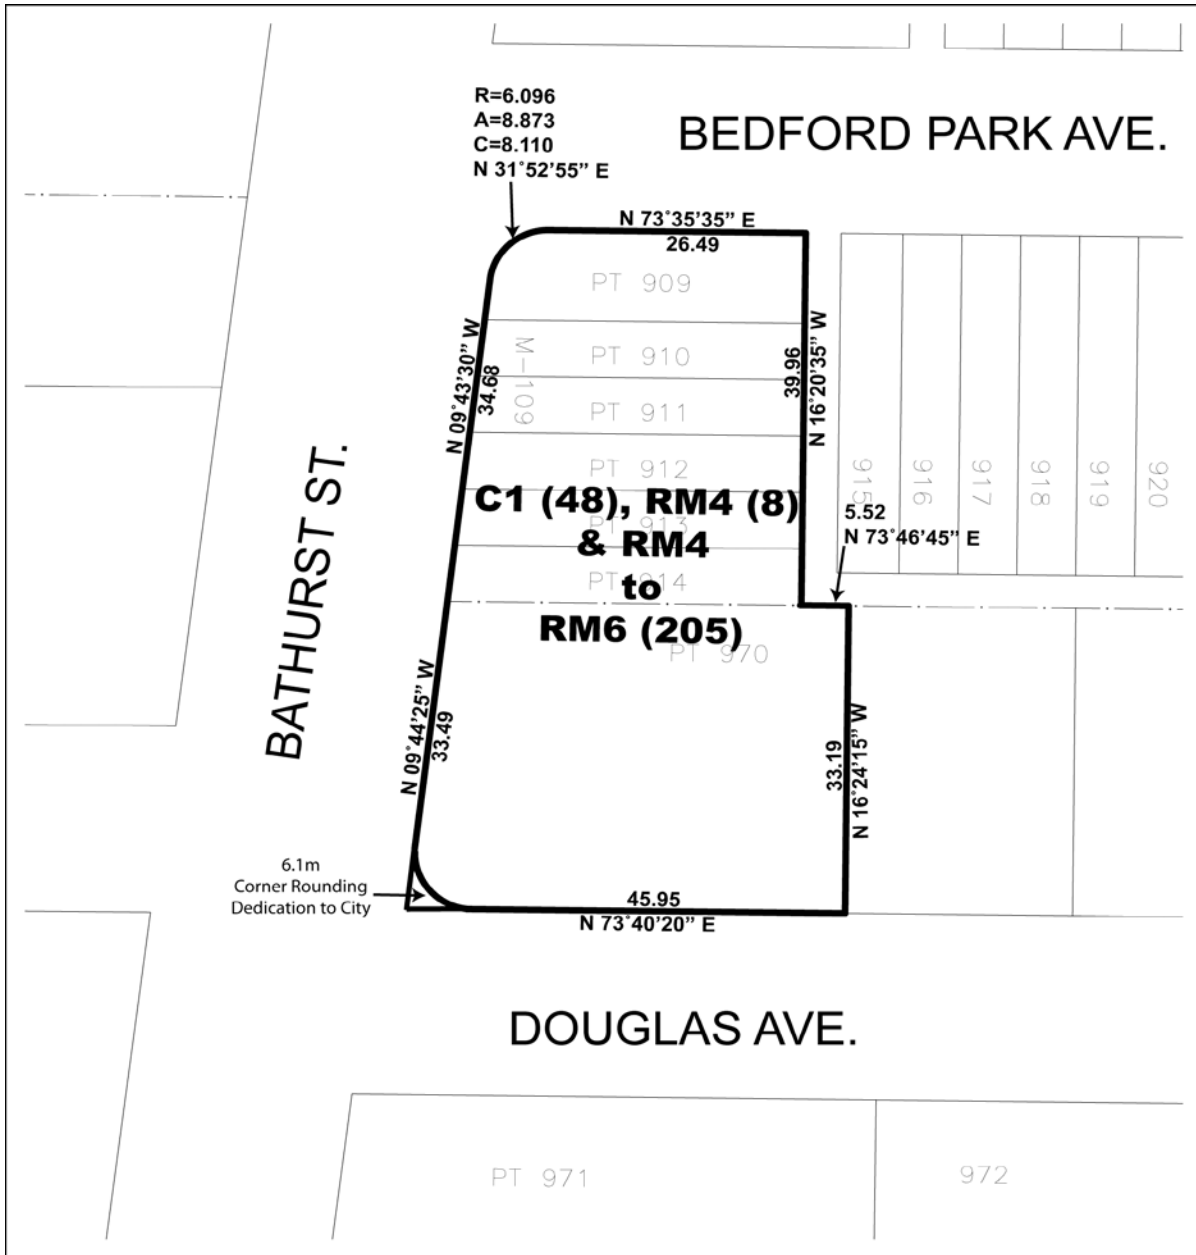 R=6.096
A=8.873
C=8.110
N 31°52’55” E
BEDFORD PARK AVE.
N 73°35’35” E
26.49
PT 909
PT 910
M-109
PT 911
PT 912
PT 913
PT 914
N 09°43’30” W
34.68
39.96
N 16°20’35” W
915
916
917
918
919
920
C1 (48), RM4 (8)
& RM4
to
RM6 (205)
5.52
N 73°46’45” E
PT 970
BATHURST ST.
N 09°44’25” W
33.49
33.19
N 16°24’15” W
6.1m
Corner Rounding
Dedication to City
45.95
N 73°40’20” E
DOUGLAS AVE.
PT 971
972